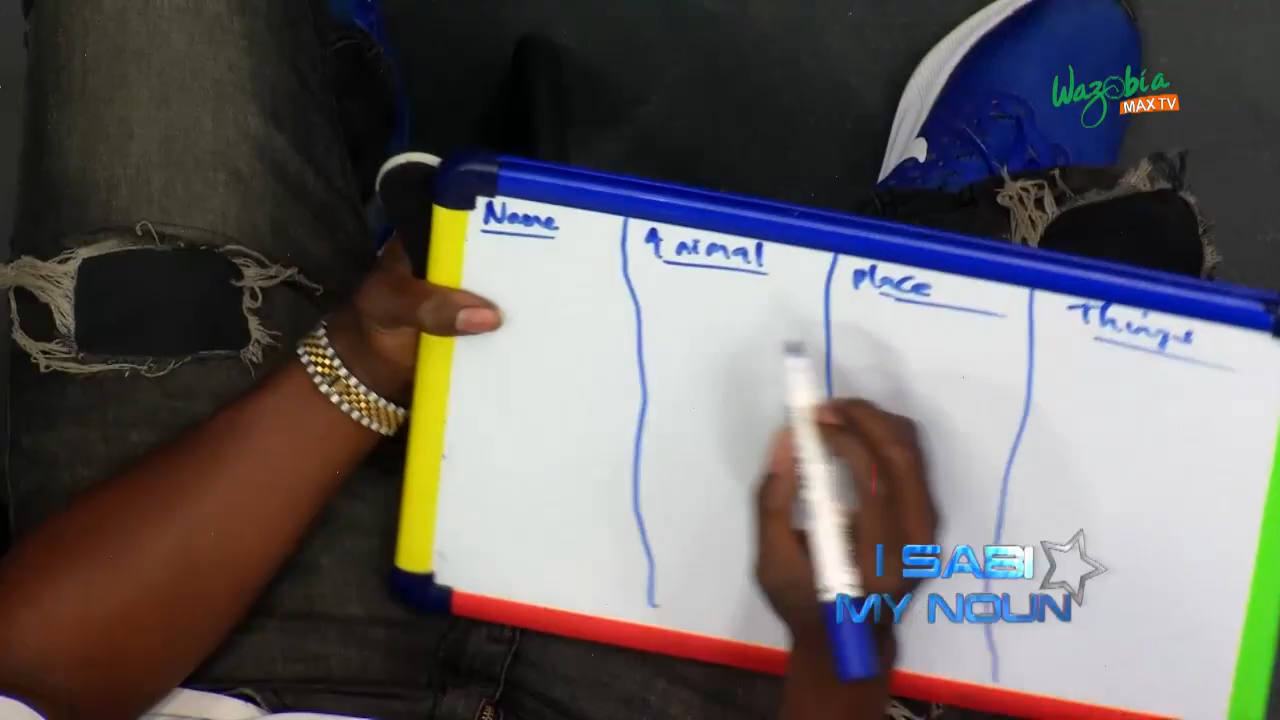 Wazobia
MAX TV
Name
Animal
place
Things
I SABI
MY NOUN